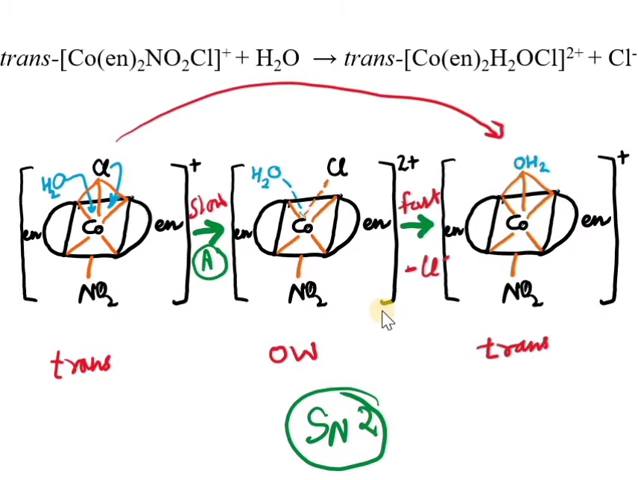 trans-[Co(en)₂NO₂Cl]⁺ + H₂O → trans-[Co(en)₂H₂OCl]²⁺ + Cl⁻
H₂O Cl + H₂O Cl 2+ OH₂ +
en Co en slow en Co en fast en Co en
A - Cl⁻
NO₂ NO₂ NO₂
trans OW trans
SN2